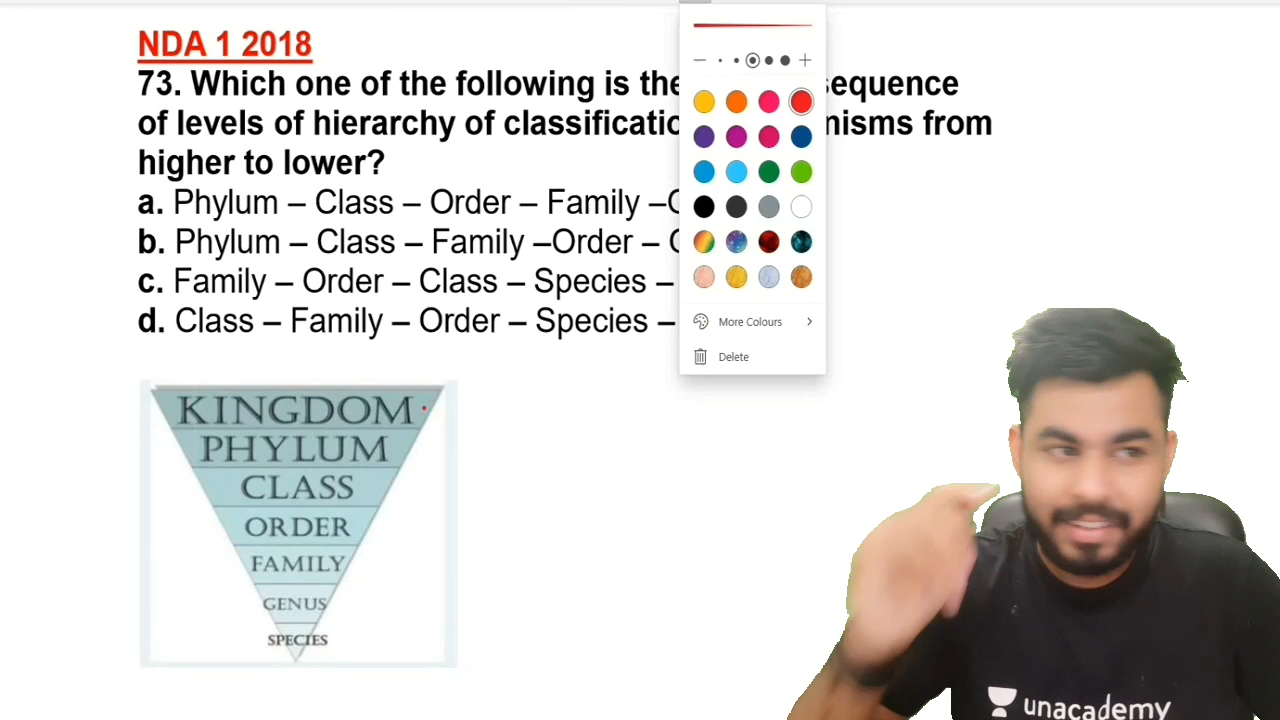 NDA 1 2018
73. Which one of the following is the sequence
of levels of hierarchy of from
higher to lower?
a. Phylum – Class – Order – Family –
b. Phylum – Class – Family –Order –
c. Family – Order – Class – Species –
d. Class – Family – Order – Species –
More Colours
Delete
KINGDOM
PHYLUM
CLASS
ORDER
FAMILY
GENUS
SPECIES
unacademy